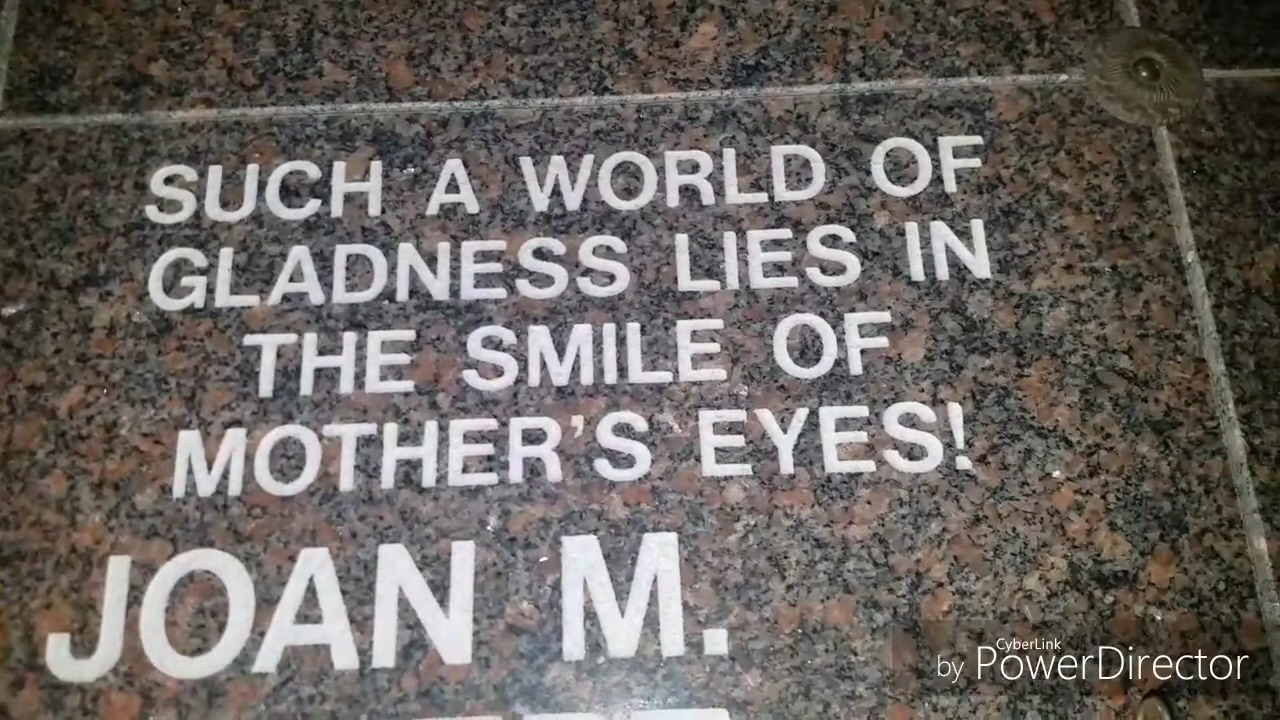 SUCH A WORLD OF
GLADNESS LIES IN
THE SMILE OF
MOTHER'S EYES!
JOAN M.
CyberLink
by PowerDirector